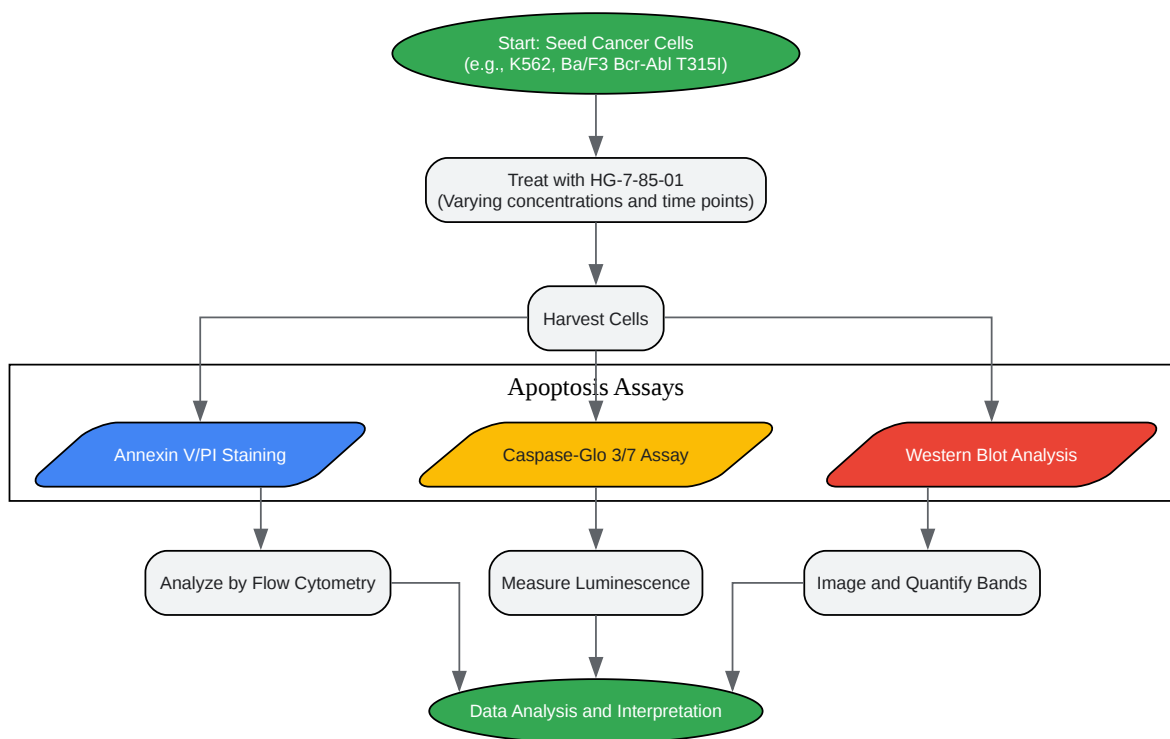 Start: Seed Cancer Cells
(e.g., K562, Ba/F3 Bcr-Abl T315I)
Treat with HG-7-85-01
(Varying concentrations and time points)
Harvest Cells
Apoptosis Assays
Annexin V/PI Staining
Caspase-Glo 3/7 Assay
Western Blot Analysis
Analyze by Flow Cytometry
Measure Luminescence
Image and Quantify Bands
Data Analysis and Interpretation